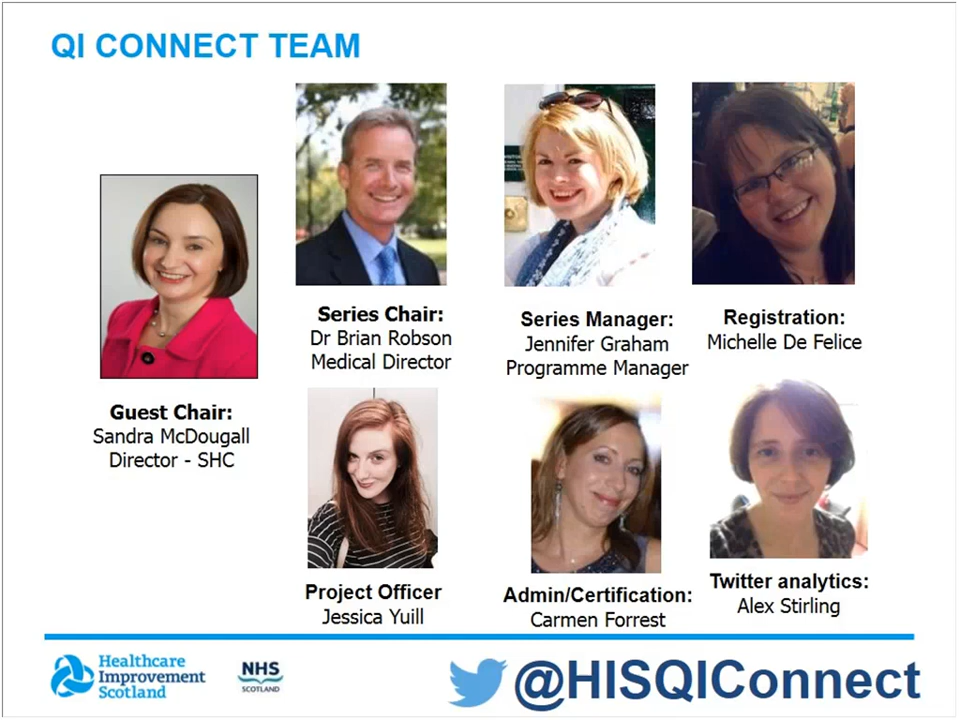 QI CONNECT TEAM
Guest Chair:
Sandra McDougall
Director - SHC
Series Chair:
Dr Brian Robson
Medical Director
Series Manager:
Jennifer Graham
Programme Manager
Registration:
Michelle De Felice
Project Officer
Jessica Yuill
Admin/Certification:
Carmen Forrest
Twitter analytics:
Alex Stirling
Healthcare
Improvement
Scotland
NHS
SCOTLAND
@HISQIConnect